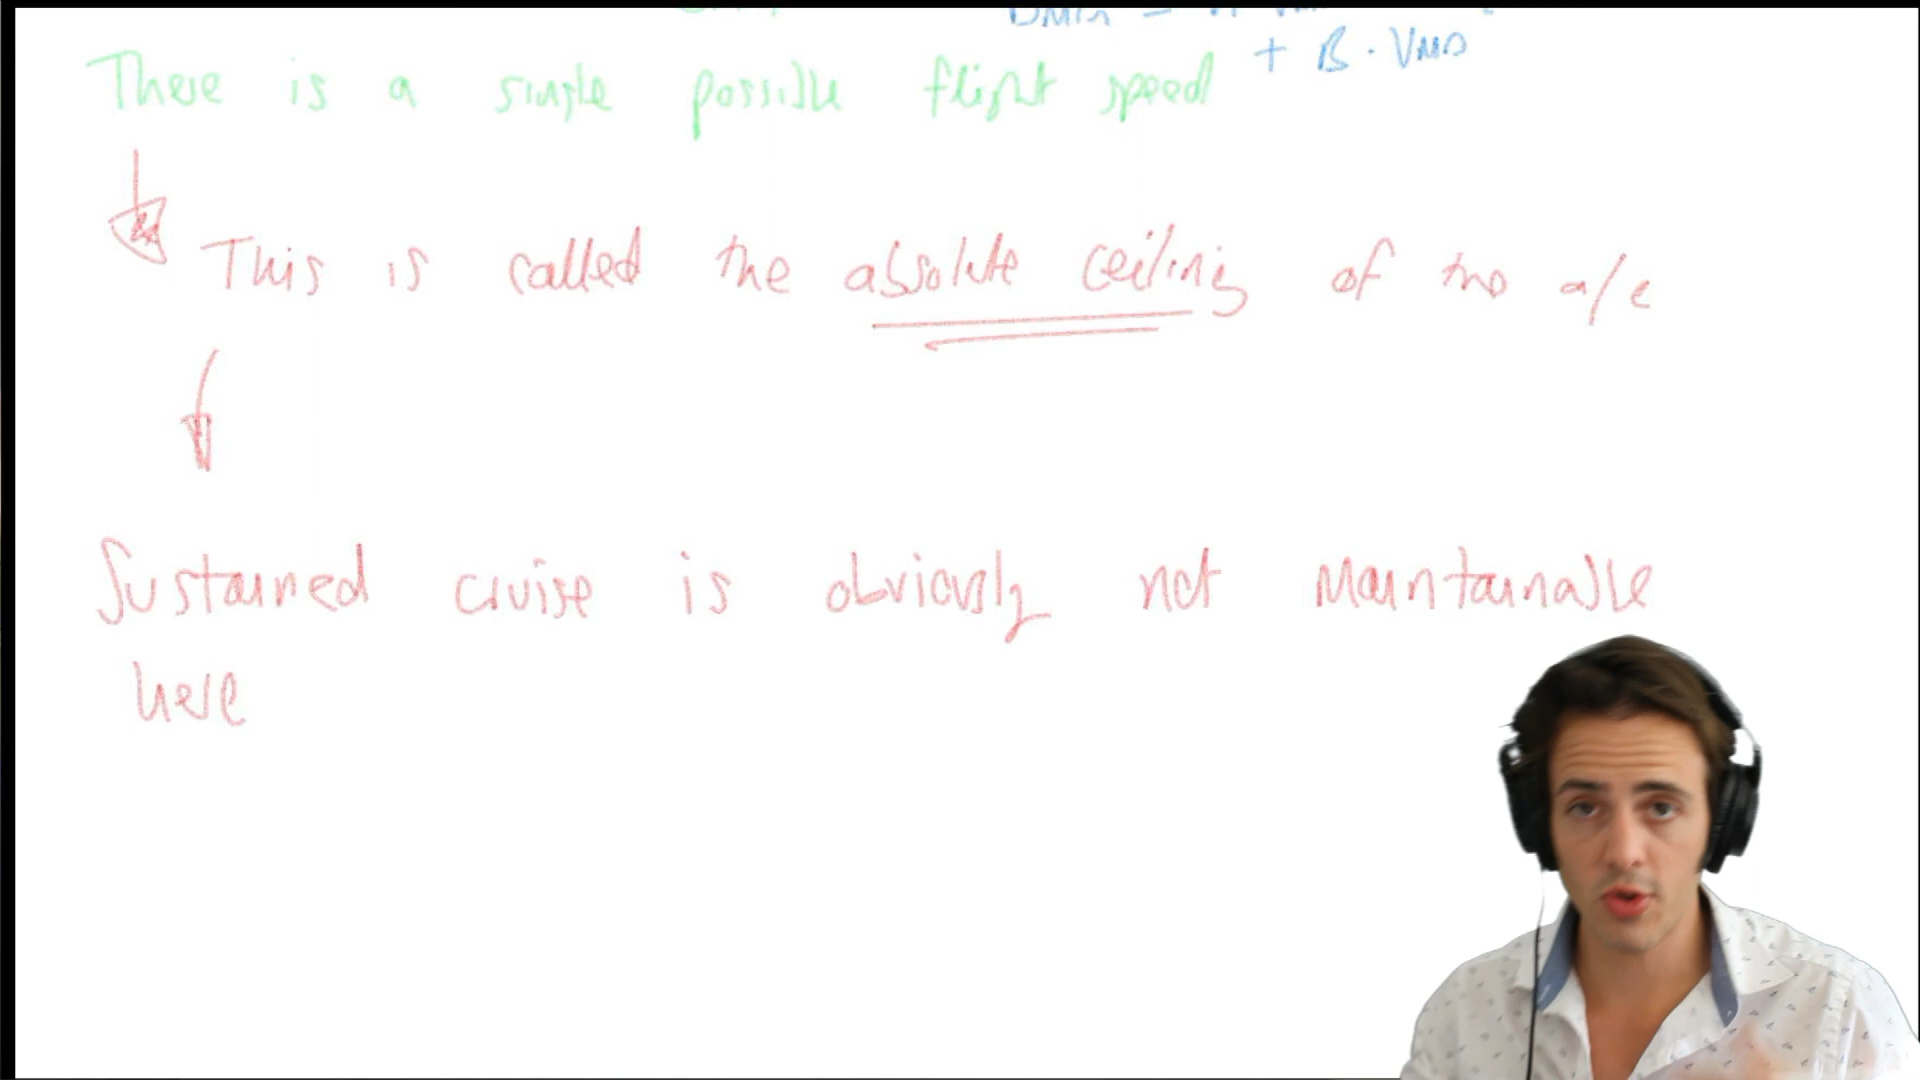 + B · VMD
There is a single possible flight speed
This is called the absolute ceiling of the a/c
Sustained cruise is obviously not maintainable
here